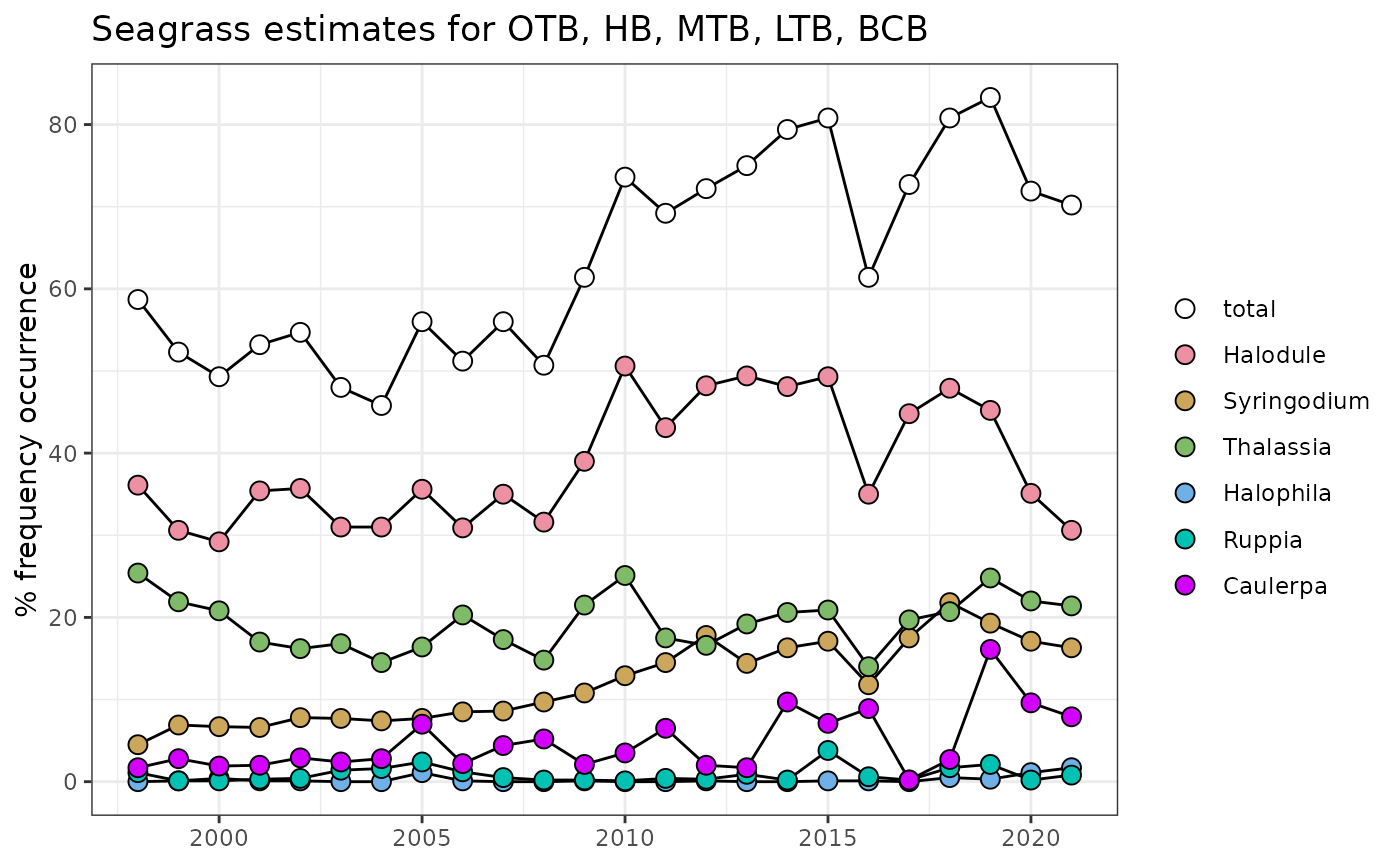 Seagrass estimates for OTB, HB, MTB, LTB, BCB
% frequency occurrence
80
60
40
20
0
2000
2005
2010
2015
2020
total
Halodule
Syringodium
Thalassia
Halophila
Ruppia
Caulerpa